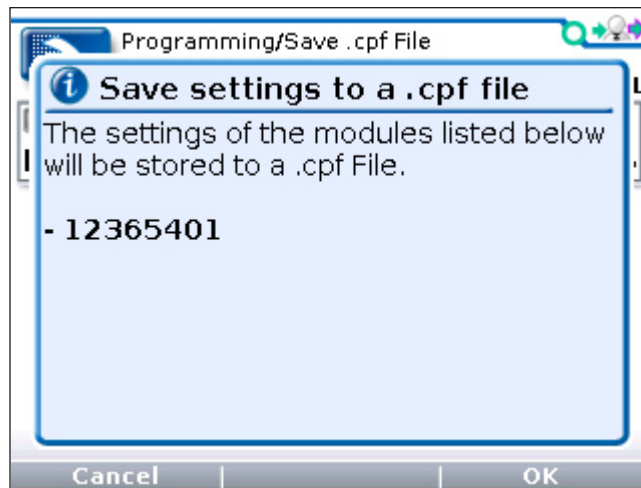 Programming/Save .cpf File
Save settings to a .cpf file
The settings of the modules listed below
will be stored to a .cpf File.
- 12365401
Cancel
OK